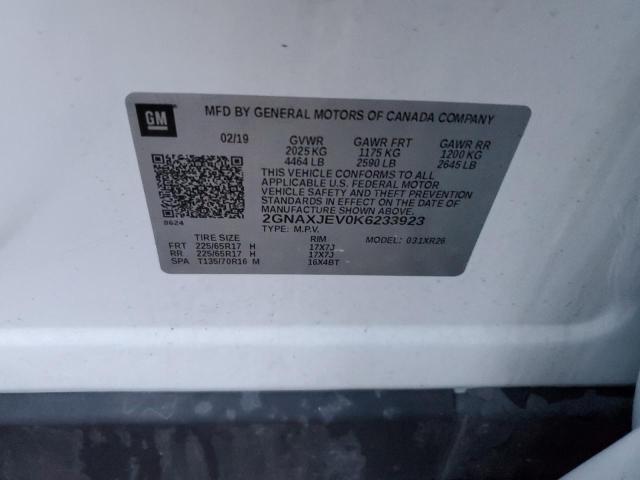 GM
MFD BY GENERAL MOTORS OF CANADA COMPANY
02/19 GVWR GAWR FRT GAWR RR
2025 KG 1175 KG 1200 KG
4464 LB 2590 LB 2645 LB
THIS VEHICLE CONFORMS TO ALL
APPLICABLE U.S. FEDERAL MOTOR
VEHICLE SAFETY AND THEFT PREVENTION
STANDARDS IN EFFECT ON THE DATE OF
MANUFACTURE SHOWN ABOVE.
8624
2GNAXJEV0K6233923
TYPE: M.P.V.
TIRE SIZE RIM MODEL: 031XR26
FRT 225/65R17 H 17X7J
RR 225/65R17 H 17X7J
SPA T135/70R16 M 16X4BT